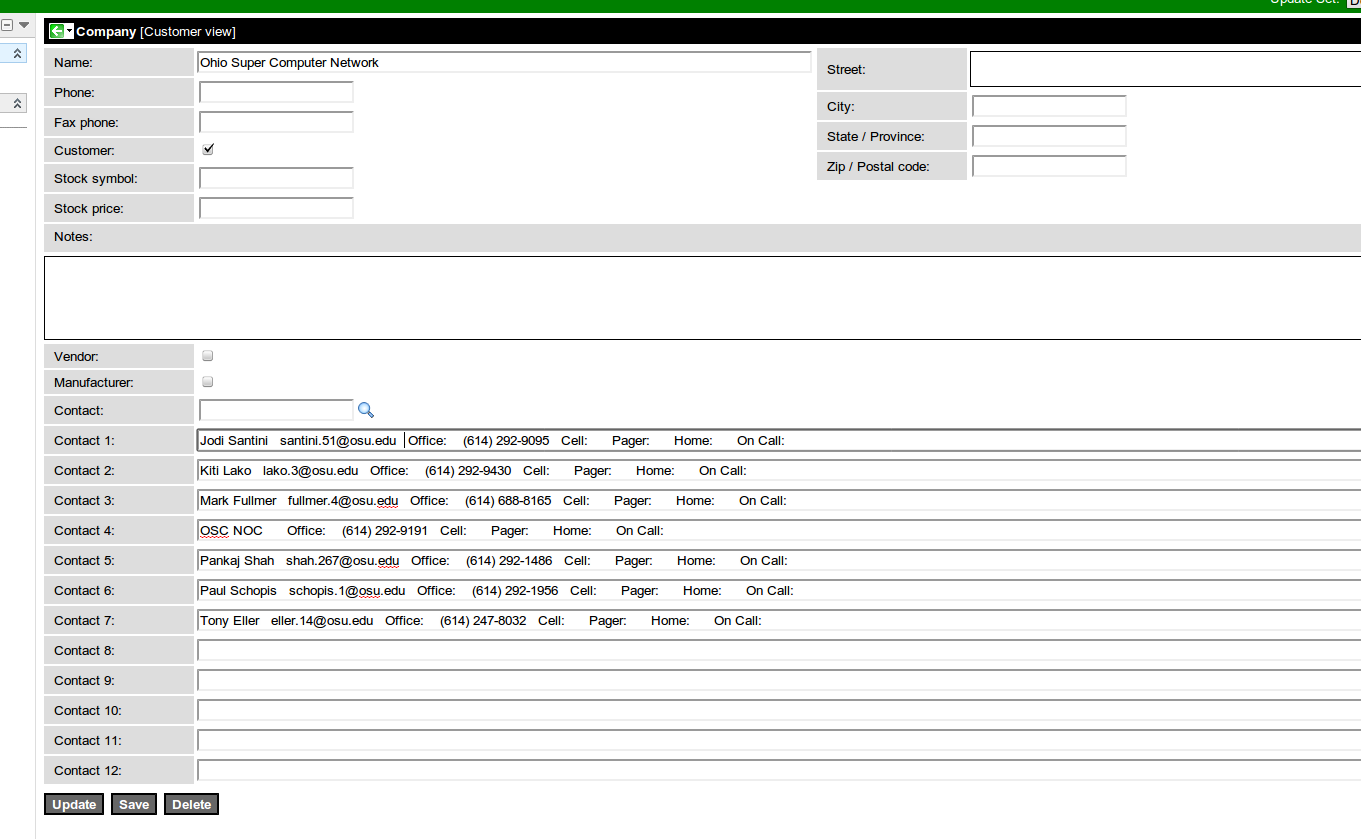 Company [Customer view]
Name: Ohio Super Computer Network
Street:
Phone:
City:
Fax phone:
State / Province:
Customer:
Zip / Postal code:
Stock symbol:
Stock price:
Notes:
Vendor:
Manufacturer:
Contact:
Contact 1: Jodi Santini santini.51@osu.edu Office: (614) 292-9095 Cell: Pager: Home: On Call:
Contact 2: Kiti Lako lako.3@osu.edu Office: (614) 292-9430 Cell: Pager: Home: On Call:
Contact 3: Mark Fullmer fullmer.4@osu.edu Office: (614) 688-8165 Cell: Pager: Home: On Call:
Contact 4: OSC NOC Office: (614) 292-9191 Cell: Pager: Home: On Call:
Contact 5: Pankaj Shah shah.267@osu.edu Office: (614) 292-1486 Cell: Pager: Home: On Call:
Contact 6: Paul Schopis schopis.1@osu.edu Office: (614) 292-1956 Cell: Pager: Home: On Call:
Contact 7: Tony Eller eller.14@osu.edu Office: (614) 247-8032 Cell: Pager: Home: On Call:
Contact 8:
Contact 9:
Contact 10:
Contact 11:
Contact 12:
Update Save Delete